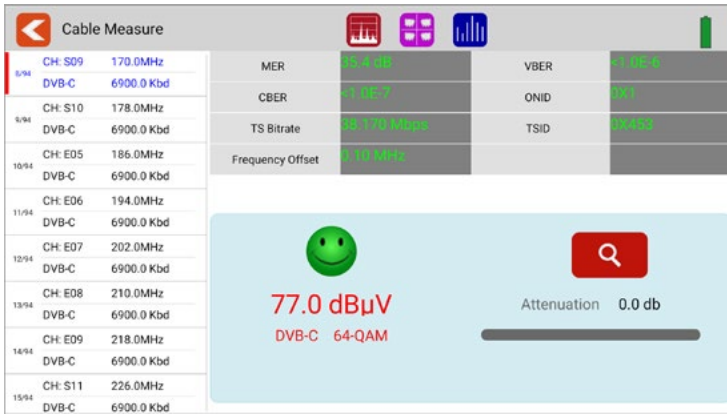 Cable Measure
8/94 CH: S09 170.0MHz
DVB-C 6900.0 Kbd
9/94 CH: S10 178.0MHz
DVB-C 6900.0 Kbd
10/94 CH: E05 186.0MHz
DVB-C 6900.0 Kbd
11/94 CH: E06 194.0MHz
DVB-C 6900.0 Kbd
12/94 CH: E07 202.0MHz
DVB-C 6900.0 Kbd
13/94 CH: E08 210.0MHz
DVB-C 6900.0 Kbd
14/94 CH: E09 218.0MHz
DVB-C 6900.0 Kbd
15/94 CH: S11 226.0MHz
DVB-C 6900.0 Kbd
MER 35.4 dB VBER <1.0E-6
CBER <1.0E-7 ONID 0X1
TS Bitrate 38.170 Mbps TSID 0X453
Frequency Offset 0.10 MHz
77.0 dBµV
DVB-C 64-QAM
Attenuation 0.0 db